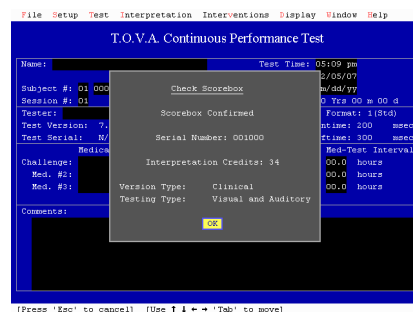 File Setup Test Interpretation Interventions Display Window Help
T.O.V.A. Continuous Performance Test
Name: Test Time: 05:09 pm
2/05/07
Subject #: 01 000 m/dd/yy
Session #: 01 0 Yrs 00 m 00 d
Tester: Format: 1(Std)
Test Version: 7. ntime: 200 msec
Test Serial: N/ ftime: 300 msec
Medica Med-Test Interval
Challenge: 00.0 hours
Med. #2: 00.0 hours
Med. #3: 00.0 hours
Comments:
Check Scorebox
Scorebox Confirmed
Serial Number: 001000
Interpretation Credits: 34
Version Type: Clinical
Testing Type: Visual and Auditory
OK
[Press 'Esc' to cancel] [Use ↑ ↓ ← → 'Tab' to move]